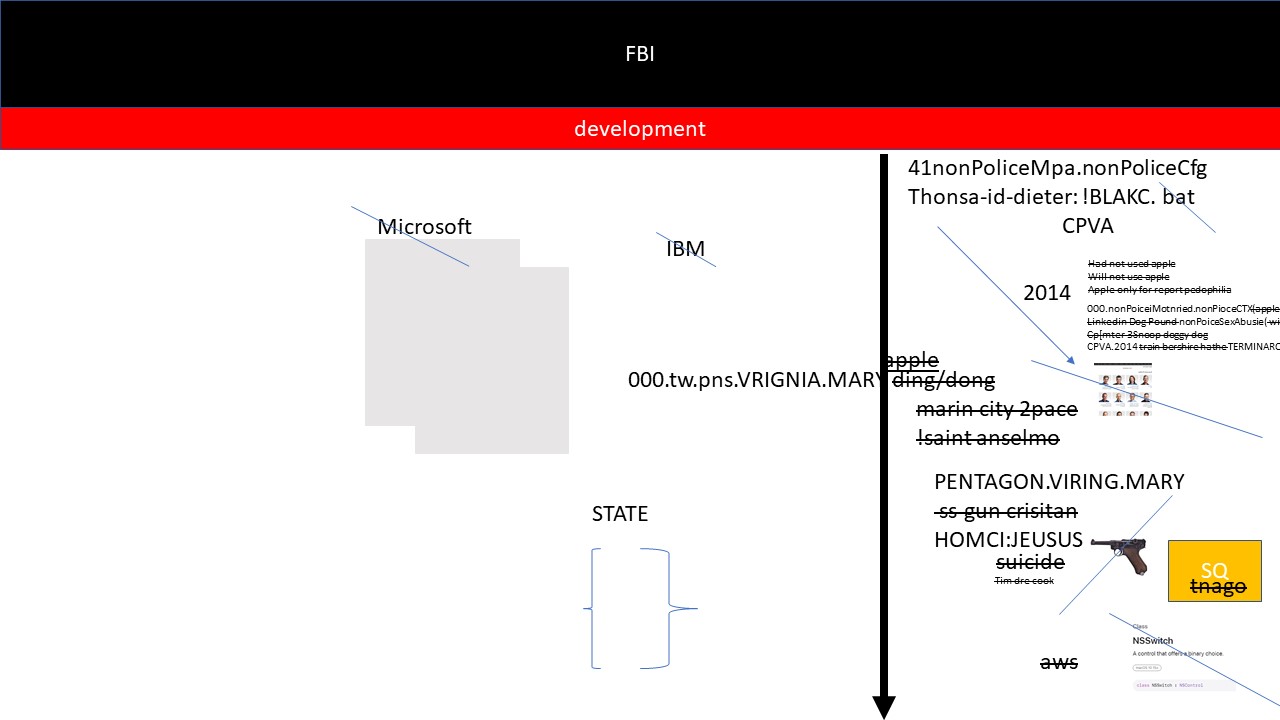 FBI
development
41nonPoliceMpa.nonPoliceCfg
Thonsa-id-dieter: !BLAKC. bat
CPVA
Microsoft
IBM
Had not used apple
Will not use apple
Apple only for report pedophilia
2014
000.nonPoiceiMotnried.nonPioceCTX(apple
Linkedin Dog Pound nonPoiceSexAbusie( wi
Cp[mter 3Snoop doggy dog
CPVA.2014 train bershire hathe TERMINARO
apple
000.tw.pns.VRIGNIA.MARY ding/dong
marin city 2pace
!saint anselmo
PENTAGON.VIRING.MARY
ss gun crisitan
HOMCI:JEUSUS
STATE
suicide
Tim dre cook
SQ
tnago
Class
NSSwitch
A control that offers a binary choice.
aws
class NSSwitch : NSControl